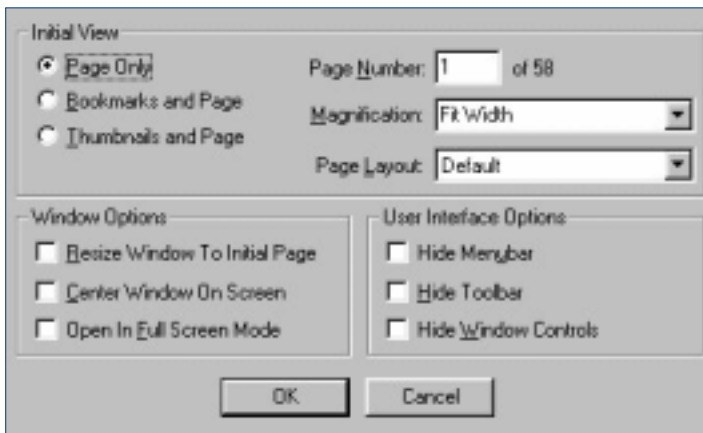 Initial View
Page Only
Bookmarks and Page
Thumbnails and Page
Page Number: 1 of 58
Magnification: Fit Width
Page Layout: Default
Window Options
Resize Window To Initial Page
Center Window On Screen
Open In Full Screen Mode
User Interface Options
Hide Menubar
Hide Toolbar
Hide Window Controls
OK
Cancel